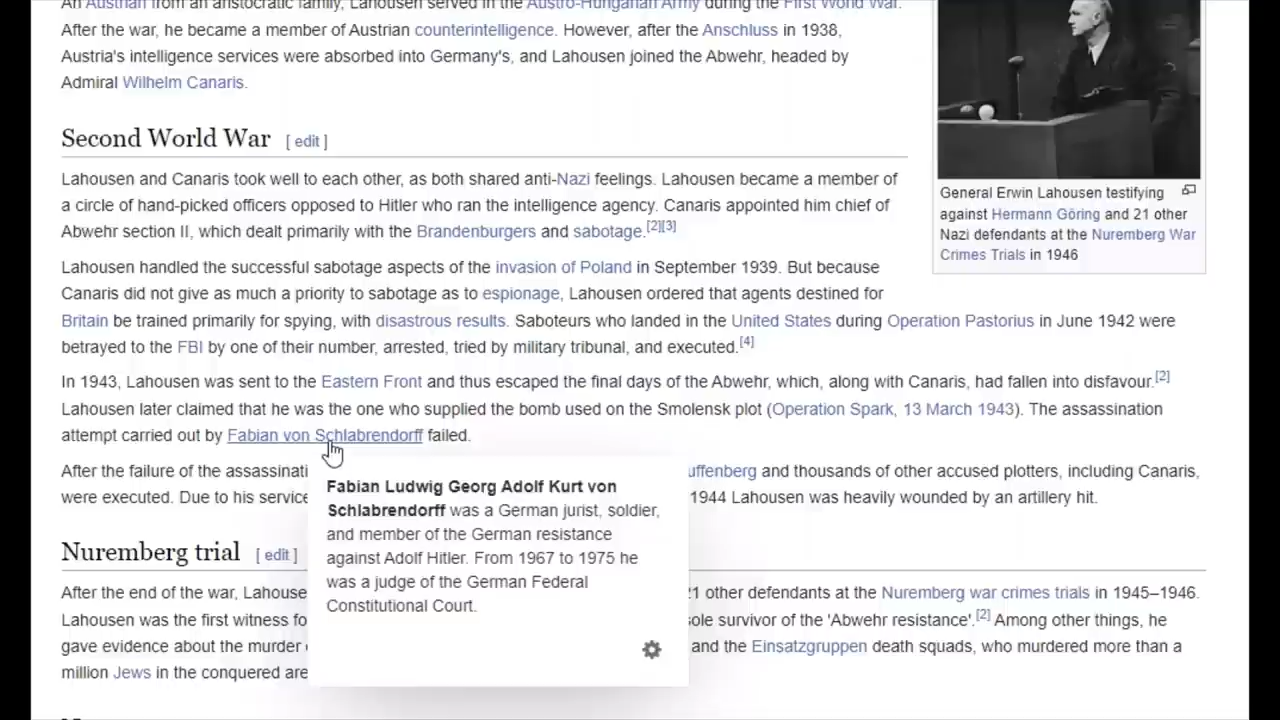 An Austrian from an aristocratic family, Lahousen served in the Austro-Hungarian Army during the First World War.
After the war, he became a member of Austrian counterintelligence. However, after the Anschluss in 1938,
Austria's intelligence services were absorbed into Germany's, and Lahousen joined the Abwehr, headed by
Admiral Wilhelm Canaris.
Second World War [ edit ]
Lahousen and Canaris took well to each other, as both shared anti-Nazi feelings. Lahousen became a member of
a circle of hand-picked officers opposed to Hitler who ran the intelligence agency. Canaris appointed him chief of
Abwehr section II, which dealt primarily with the Brandenburgers and sabotage.[2][3]
General Erwin Lahousen testifying
against Hermann Göring and 21 other
Nazi defendants at the Nuremberg War
Crimes Trials in 1946
Lahousen handled the successful sabotage aspects of the invasion of Poland in September 1939. But because
Canaris did not give as much a priority to sabotage as to espionage, Lahousen ordered that agents destined for
Britain be trained primarily for spying, with disastrous results. Saboteurs who landed in the United States during Operation Pastorius in June 1942 were
betrayed to the FBI by one of their number, arrested, tried by military tribunal, and executed.[4]
In 1943, Lahousen was sent to the Eastern Front and thus escaped the final days of the Abwehr, which, along with Canaris, had fallen into disfavour.[2]
Lahousen later claimed that he was the one who supplied the bomb used on the Smolensk plot (Operation Spark, 13 March 1943). The assassination
attempt carried out by Fabian von Schlabrendorff failed.
After the failure of the assassinati uffenberg and thousands of other accused plotters, including Canaris,
were executed. Due to his service 1944 Lahousen was heavily wounded by an artillery hit.
Fabian Ludwig Georg Adolf Kurt von
Schlabrendorff was a German jurist, soldier,
and member of the German resistance
against Adolf Hitler. From 1967 to 1975 he
was a judge of the German Federal
Constitutional Court.
Nuremberg trial [ edit ]
After the end of the war, Lahouse 21 other defendants at the Nuremberg war crimes trials in 1945–1946.
Lahousen was the first witness fo sole survivor of the 'Abwehr resistance'.[2] Among other things, he
gave evidence about the murder and the Einsatzgruppen death squads, who murdered more than a
million Jews in the conquered are